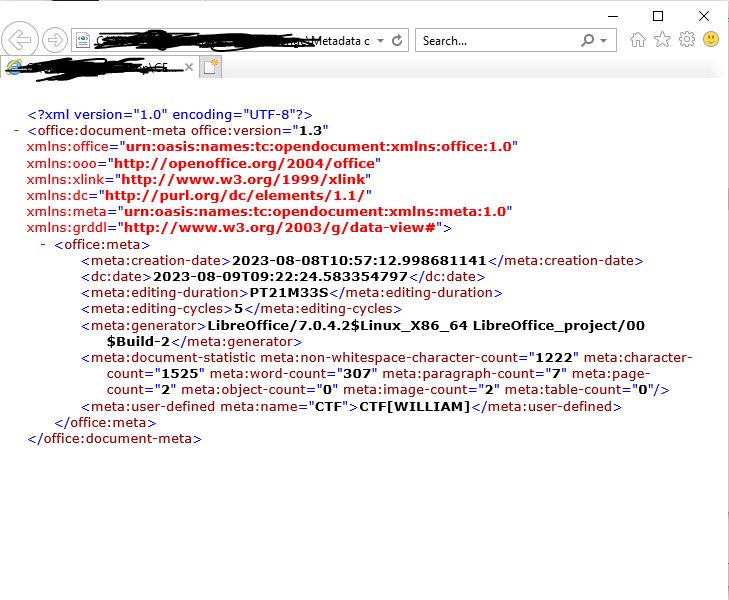 \Metadata c
Search...
<?xml version="1.0" encoding="UTF-8"?>
- <office:document-meta office:version="1.3"
xmlns:office="urn:oasis:names:tc:opendocument:xmlns:office:1.0"
xmlns:ooo="http://openoffice.org/2004/office"
xmlns:xlink="http://www.w3.org/1999/xlink"
xmlns:dc="http://purl.org/dc/elements/1.1/"
xmlns:meta="urn:oasis:names:tc:opendocument:xmlns:meta:1.0"
xmlns:grddl="http://www.w3.org/2003/g/data-view#">
- <office:meta>
<meta:creation-date>2023-08-08T10:57:12.998681141</meta:creation-date>
<dc:date>2023-08-09T09:22:24.583354797</dc:date>
<meta:editing-duration>PT21M33S</meta:editing-duration>
<meta:editing-cycles>5</meta:editing-cycles>
<meta:generator>LibreOffice/7.0.4.2$Linux_X86_64 LibreOffice_project/00
$Build-2</meta:generator>
<meta:document-statistic meta:non-whitespace-character-count="1222" meta:character-
count="1525" meta:word-count="307" meta:paragraph-count="7" meta:page-
count="2" meta:object-count="0" meta:image-count="2" meta:table-count="0"/>
<meta:user-defined meta:name="CTF">CTF[WILLIAM]</meta:user-defined>
</office:meta>
</office:document-meta>